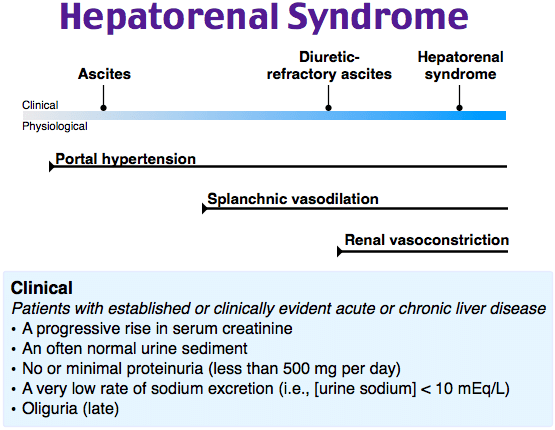 Hepatorenal Syndrome
Ascites
Diuretic-
refractory ascites
Hepatorenal
syndrome
Clinical
Physiological
Portal hypertension
Splanchnic vasodilation
Renal vasoconstriction
Clinical
Patients with established or clinically evident acute or chronic liver disease
• A progressive rise in serum creatinine
• An often normal urine sediment
• No or minimal proteinuria (less than 500 mg per day)
• A very low rate of sodium excretion (i.e., [urine sodium] < 10 mEq/L)
• Oliguria (late)